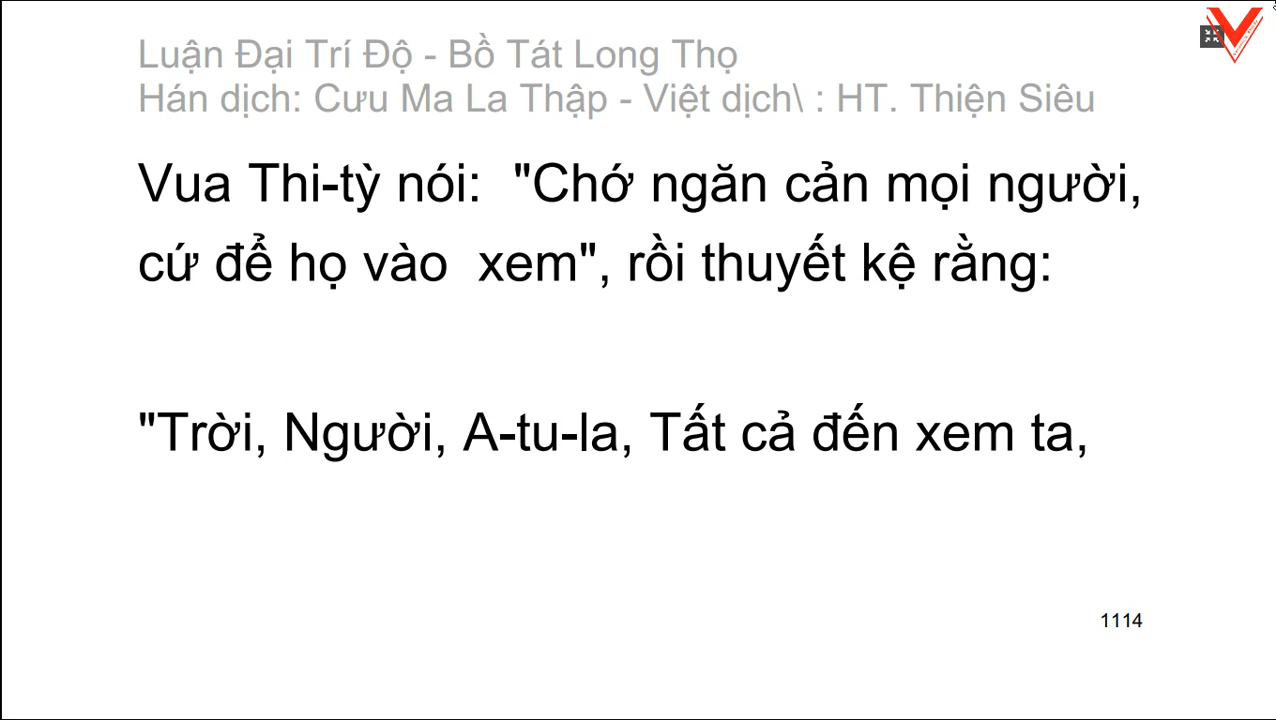 Luận Đại Trí Độ - Bồ Tát Long Thọ
Hán dịch: Cưu Ma La Thập - Việt dịch\ : HT. Thiện Siêu
Vua Thi-tỳ nói:  "Chớ ngăn cản mọi người,
cứ để họ vào  xem", rồi thuyết kệ rằng:
"Trời, Người, A-tu-la, Tất cả đến xem ta,
1114